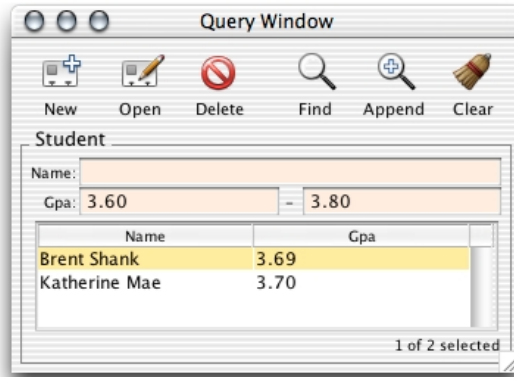 Query Window
New Open Delete Find Append Clear
Student
Name:
Gpa: 3.60 - 3.80
Name Gpa
Brent Shank 3.69
Katherine Mae 3.70
1 of 2 selected